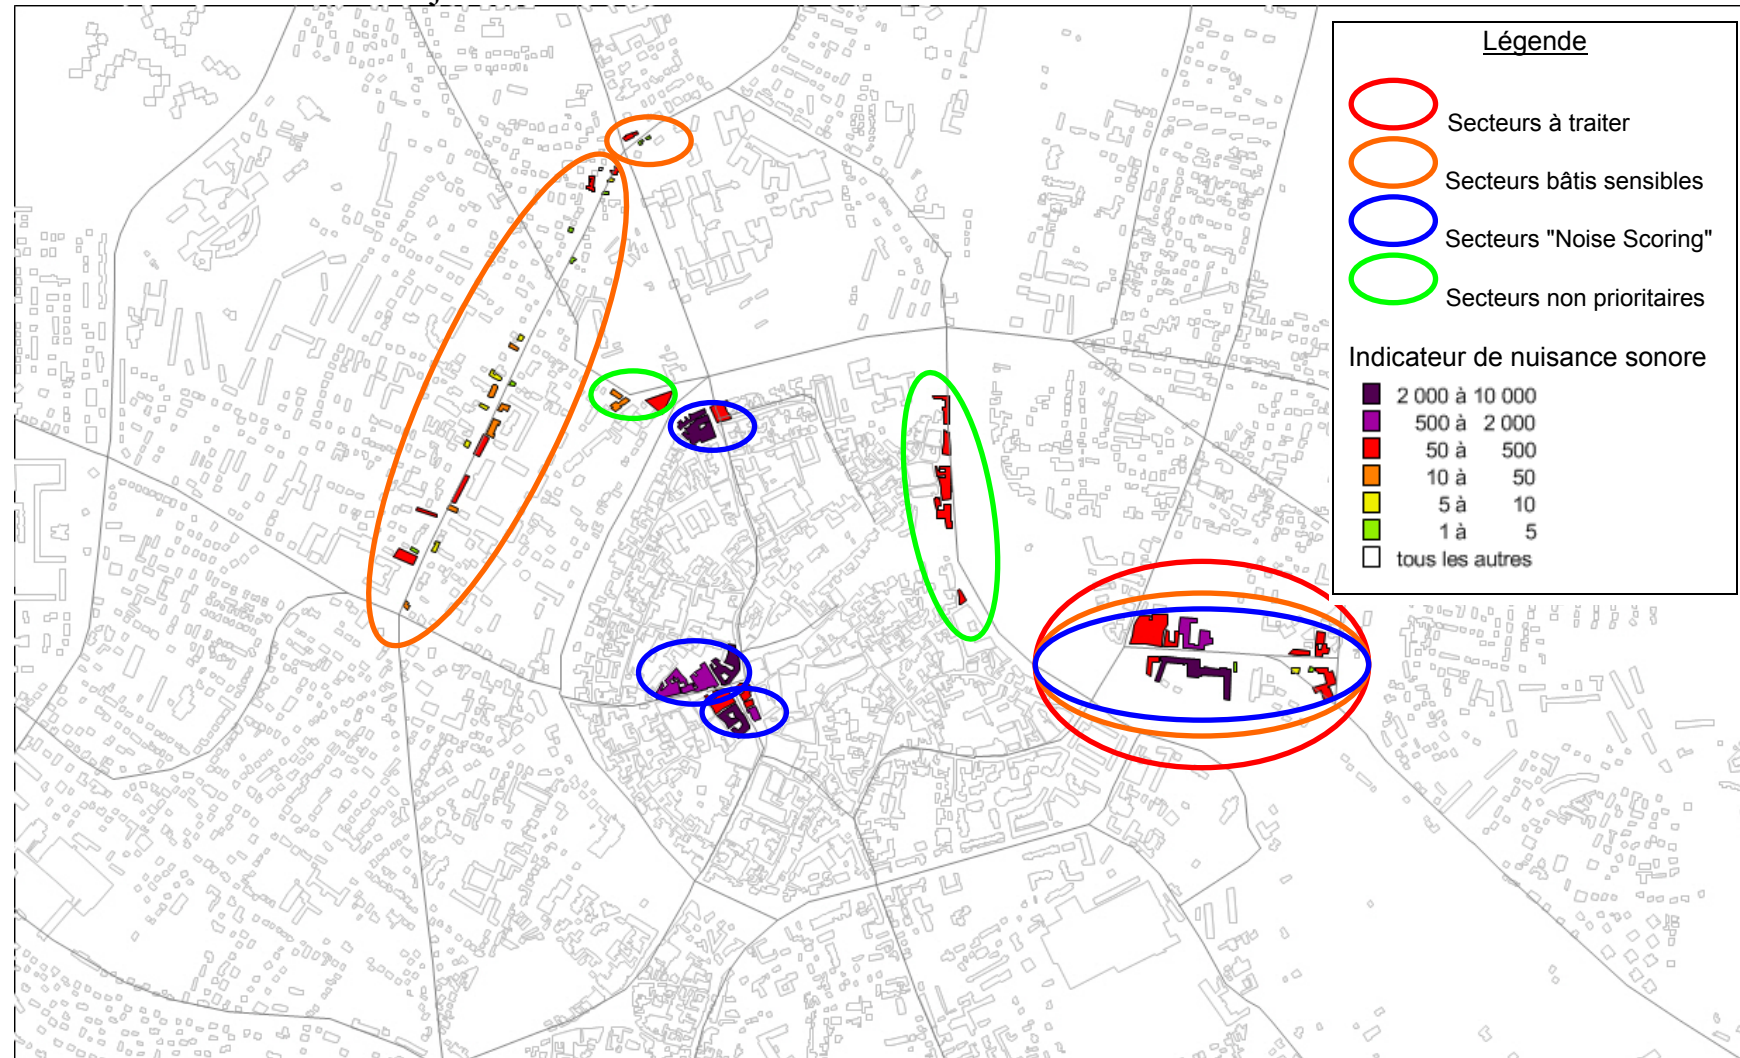 Légende
Secteurs à traiter
Secteurs bâtis sensibles
Secteurs "Noise Scoring"
Secteurs non prioritaires
Indicateur de nuisance sonore
2 000 à 10 000
500 à 2 000
50 à 500
10 à 50
5 à 10
1 à 5
tous les autres